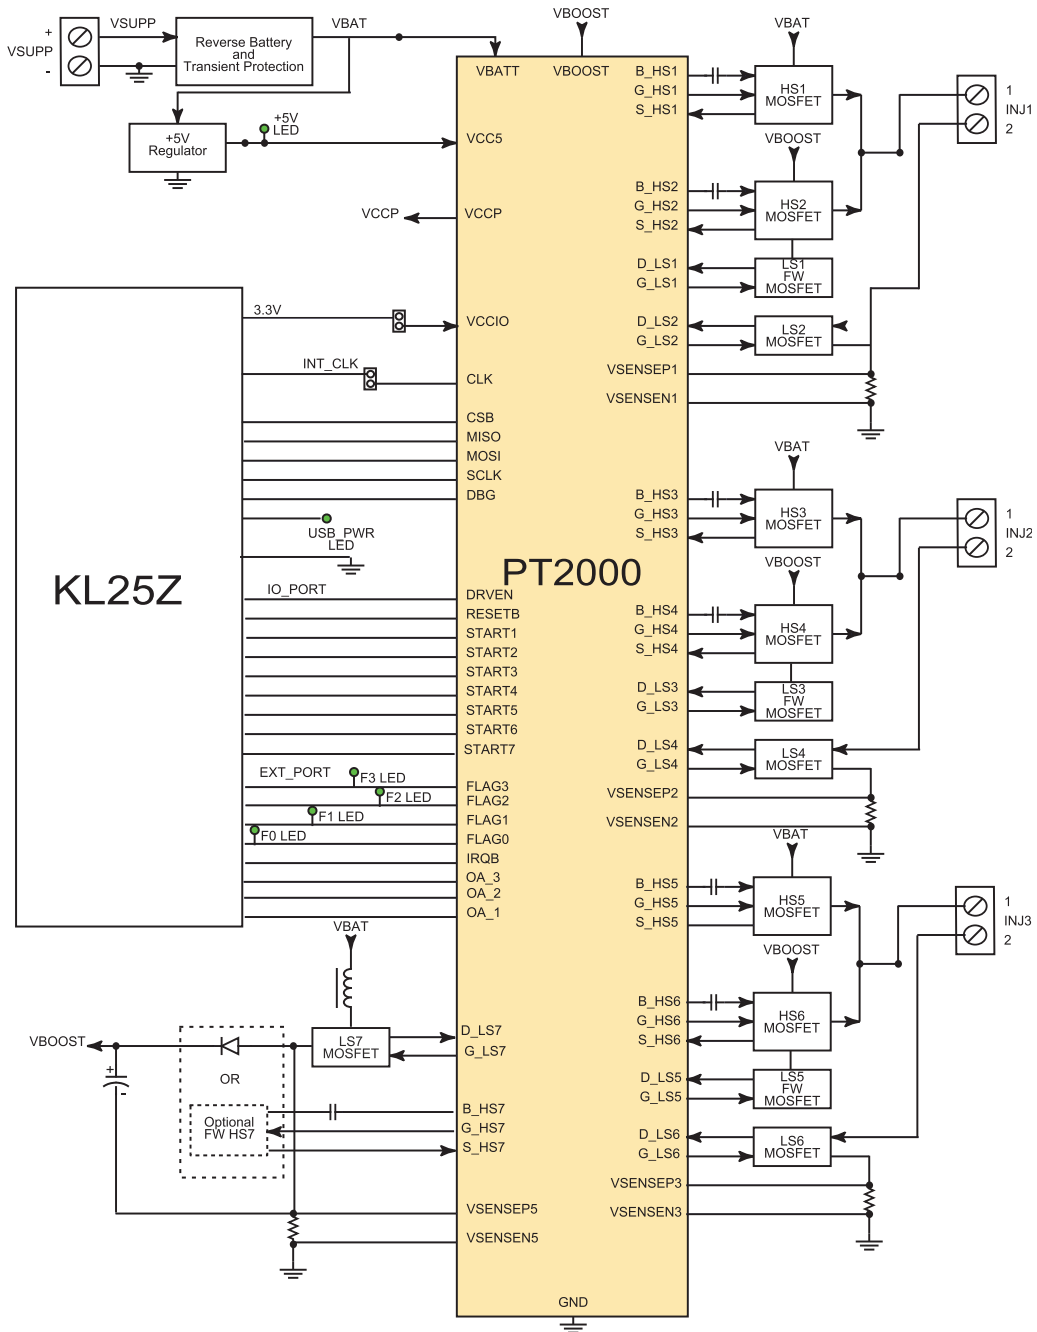 VSUPP
+
VSUPP
-
Reverse Battery
and
Transient Protection
VBAT
+5V
Regulator
+5V
LED
VCCP
KL25Z
3.3V
INT_CLK
USB_PWR
LED
IO_PORT
EXT_PORT
F3 LED
F2 LED
F1 LED
F0 LED
VBAT
LS7
MOSFET
VBOOST
+
-
OR
Optional
FW HS7
VBOOST
VBATT
VBOOST
VCC5
VCCP
VCCIO
CLK
CSB
MISO
MOSI
SCLK
DBG
PT2000
DRVEN
RESETB
START1
START2
START3
START4
START5
START6
START7
FLAG3
FLAG2
FLAG1
FLAG0
IRQB
OA_3
OA_2
OA_1
D_LS7
G_LS7
B_HS7
G_HS7
S_HS7
VSENSEP5
VSENSEN5
GND
B_HS1
G_HS1
S_HS1
B_HS2
G_HS2
S_HS2
D_LS1
G_LS1
D_LS2
G_LS2
VSENSEP1
VSENSEN1
VBAT
HS1
MOSFET
VBOOST
HS2
MOSFET
LS1
FW
MOSFET
LS2
MOSFET
1
INJ1
2
B_HS3
G_HS3
S_HS3
B_HS4
G_HS4
S_HS4
D_LS3
G_LS3
D_LS4
G_LS4
VSENSEP2
VSENSEN2
VBAT
HS3
MOSFET
VBOOST
HS4
MOSFET
LS3
FW
MOSFET
LS4
MOSFET
1
INJ2
2
B_HS5
G_HS5
S_HS5
B_HS6
G_HS6
S_HS6
D_LS5
G_LS5
D_LS6
G_LS6
VSENSEP3
VSENSEN3
VBAT
HS5
MOSFET
VBOOST
HS6
MOSFET
LS5
FW
MOSFET
LS6
MOSFET
1
INJ3
2